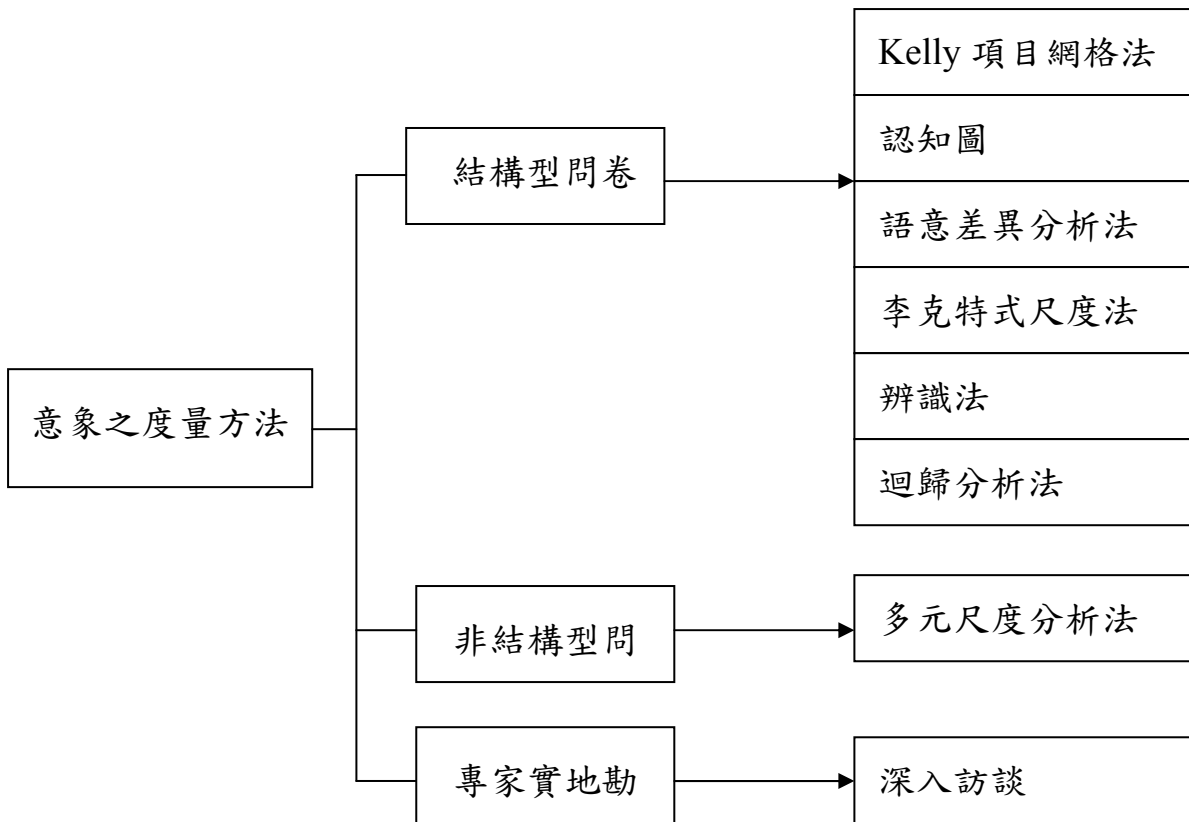 意象之度量方法
結構型問卷
Kelly 項目網格法
認知圖
語意差異分析法
李克特式尺度法
辨識法
迴歸分析法
非結構型問
多元尺度分析法
專家實地勘
深入訪談